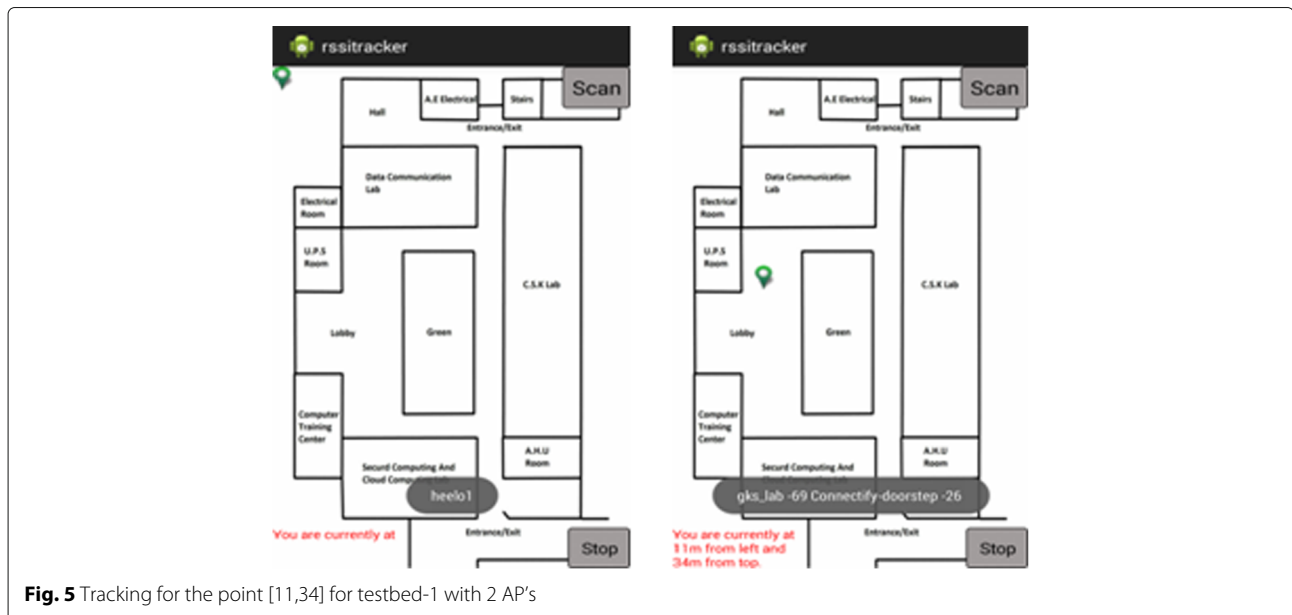 rssitracker
Scan
A.E Electrical
Stairs
Hall
Entrance/Exit
Data Communication
Lab
Electrical
Room
U.P.S
Room
C.S.K Lab
Lobby
Green
Computer
Training
Center
A.H.U
Room
Securd Computing And
Cloud Computing Lab
heelo1
You are currently at
Entrance/Exit
Stop
rssitracker
Scan
A.E Electrical
Stairs
Hall
Entrance/Exit
Data Communication
Lab
Electrical
Room
U.P.S
Room
C.S.K Lab
Lobby
Green
Computer
Training
Center
A.H.U
Room
Securd Computing And
gks_lab -69 Connectify-doorstep -26
You are currently at
11m from left and
34m from top.
Entrance/Exit
Stop
Fig. 5 Tracking for the point [11,34] for testbed-1 with 2 AP's